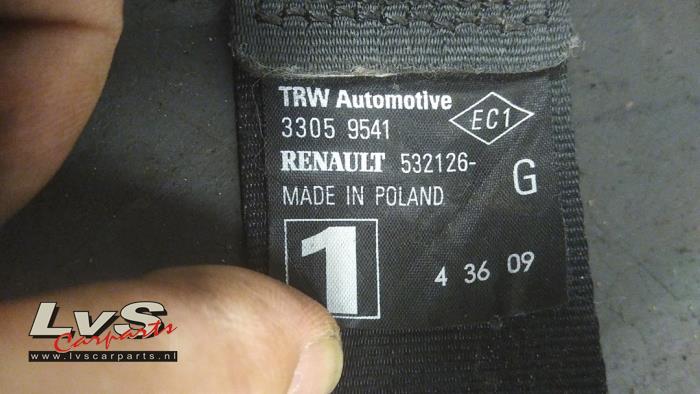 TRW Automotive
3305 9541
EC1
RENAULT 532126-
G
MADE IN POLAND
1
4 36 09
LvS
Carparts
www.lvscarparts.nl